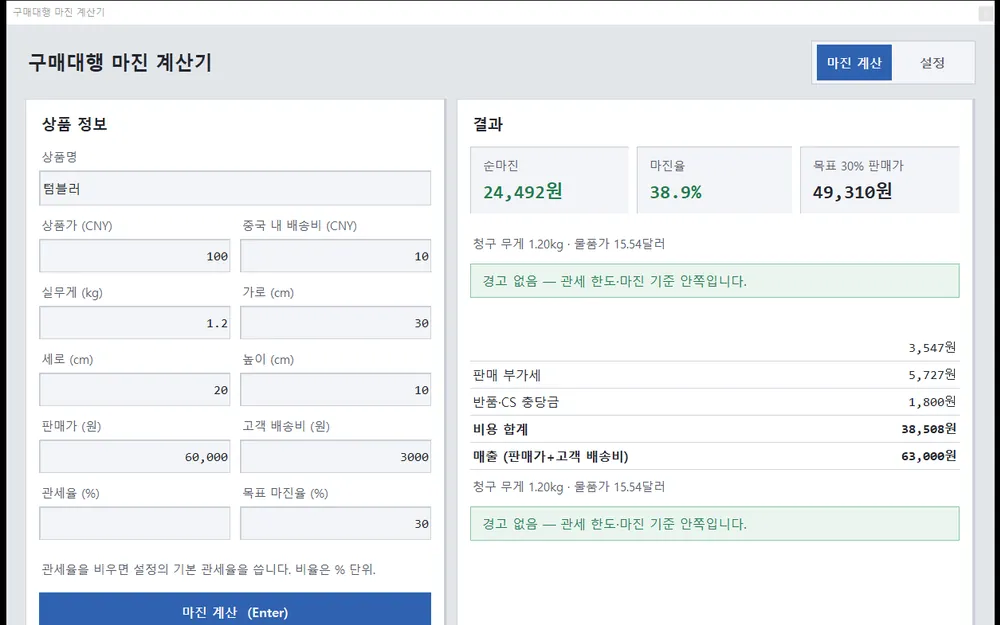 구매대행 마진 계산기
구매대행 마진 계산기
마진 계산 설정
상품 정보
상품명
텀블러
상품가 (CNY) 중국 내 배송비 (CNY)
100 10
실무게 (kg) 가로 (cm)
1.2 30
세로 (cm) 높이 (cm)
20 10
판매가 (원) 고객 배송비 (원)
60,000 3000
관세율 (%) 목표 마진율 (%)
30
관세율을 비우면 설정의 기본 관세율을 씁니다. 비율은 % 단위.
마진 계산 (Enter)
결과
순마진 마진율 목표 30% 판매가
24,492원 38.9% 49,310원
청구 무게 1.20kg · 물품가 15.54달러
경고 없음 — 관세 한도·마진 기준 안쪽입니다.
3,547원
판매 부가세 5,727원
반품·CS 충당금 1,800원
비용 합계 38,508원
매출 (판매가+고객 배송비) 63,000원
청구 무게 1.20kg · 물품가 15.54달러
경고 없음 — 관세 한도·마진 기준 안쪽입니다.